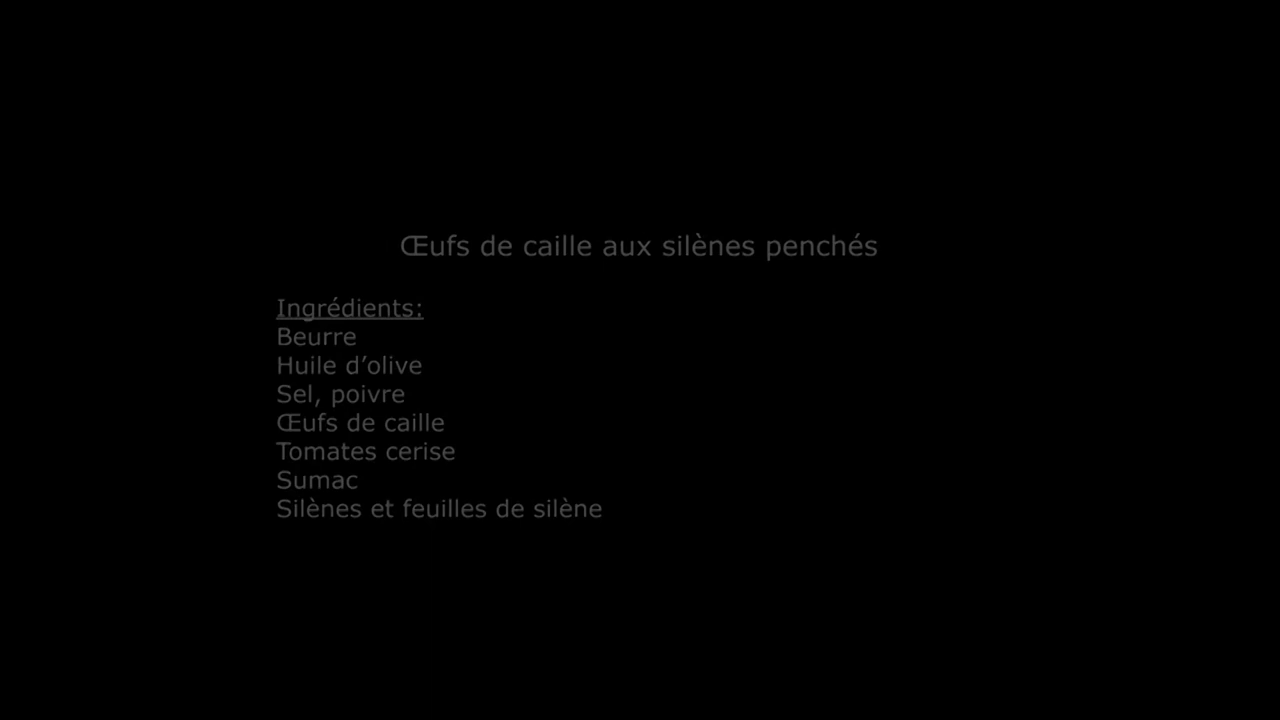 Œufs de caille aux silènes penchés
Ingrédients:
Beurre
Huile d’olive
Sel, poivre
Œufs de caille
Tomates cerise
Sumac
Silènes et feuilles de silène